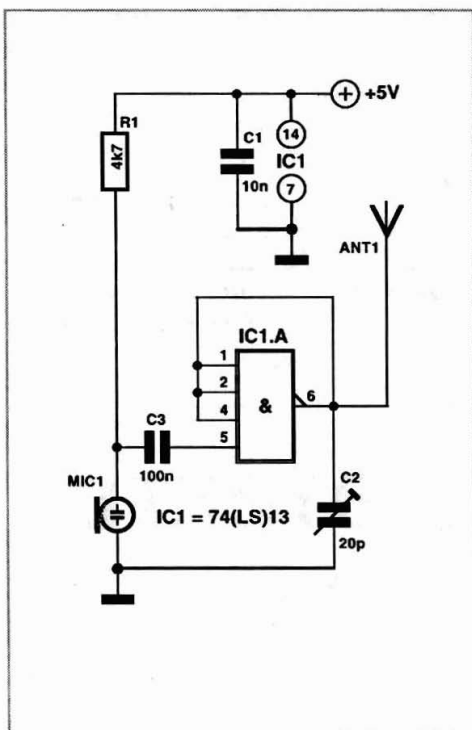 +5V
R1
4k7
C1
10n
14
IC1
7
ANT1
IC1.A
1
2
4
5
&
6
C3
100n
MIC1
C2
20p
IC1 = 74(LS)13